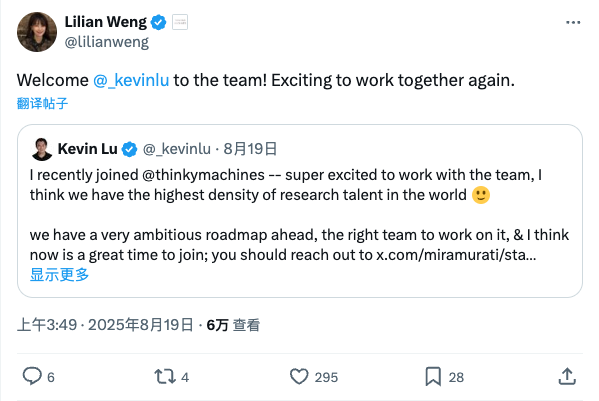 Lilian Weng
@lilianweng
Welcome @_kevinlu to the team! Exciting to work together again.
翻译帖子
Kevin Lu @_kevinlu · 8月19日
I recently joined @thinkymachines -- super excited to work with the team, I
think we have the highest density of research talent in the world 🙂
we have a very ambitious roadmap ahead, the right team to work on it, & I think
now is a great time to join; you should reach out to x.com/miramurati/sta...
显示更多
上午3:49 · 2025年8月19日 · 6万 查看
6 4 295 28